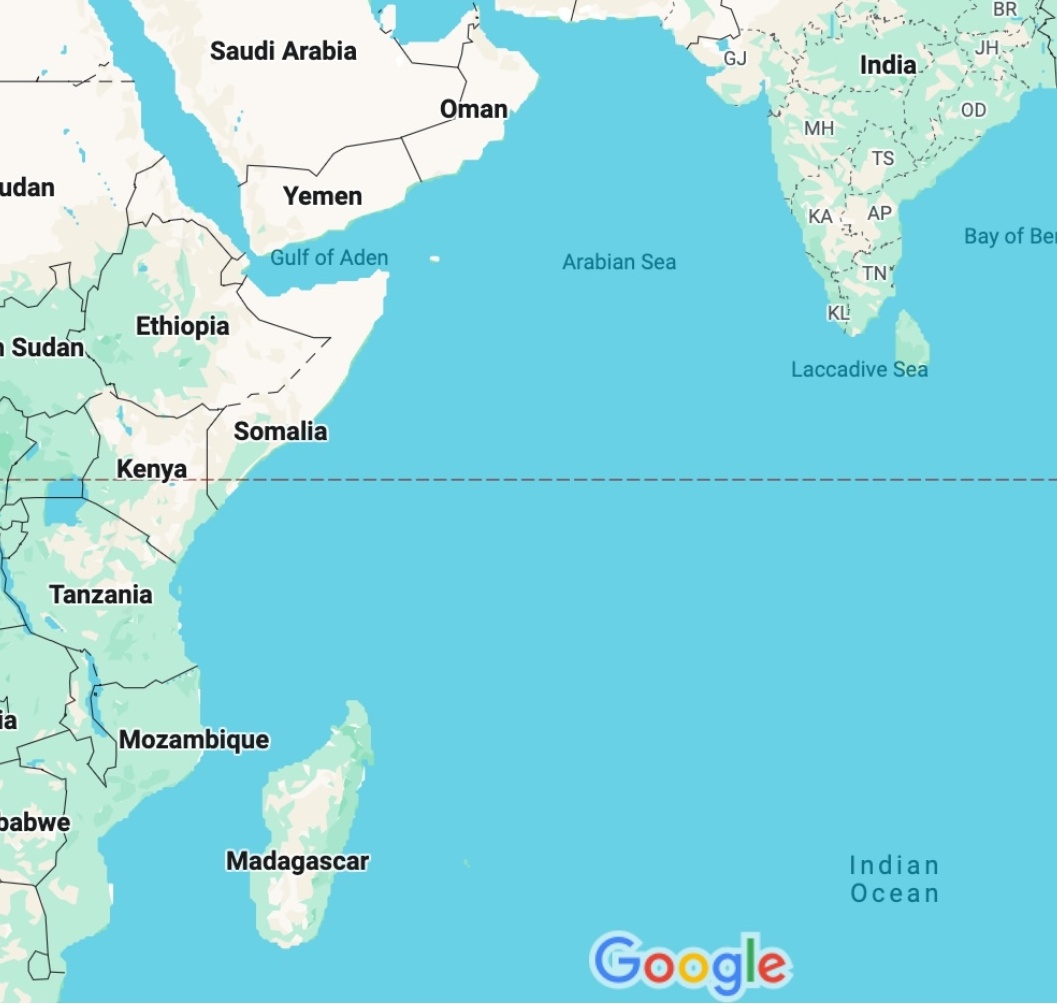 BR
Saudi Arabia
JH
GJ
India
Oman
OD
MH
TS
udan
Yemen
KA
AP
Bay of Ber
Gulf of Aden
Arabian Sea
TN
KL
Ethiopia
n Sudan
Laccadive Sea
Somalia
Kenya
Tanzania
ia
Mozambique
babwe
Madagascar
Indian
Ocean
Google